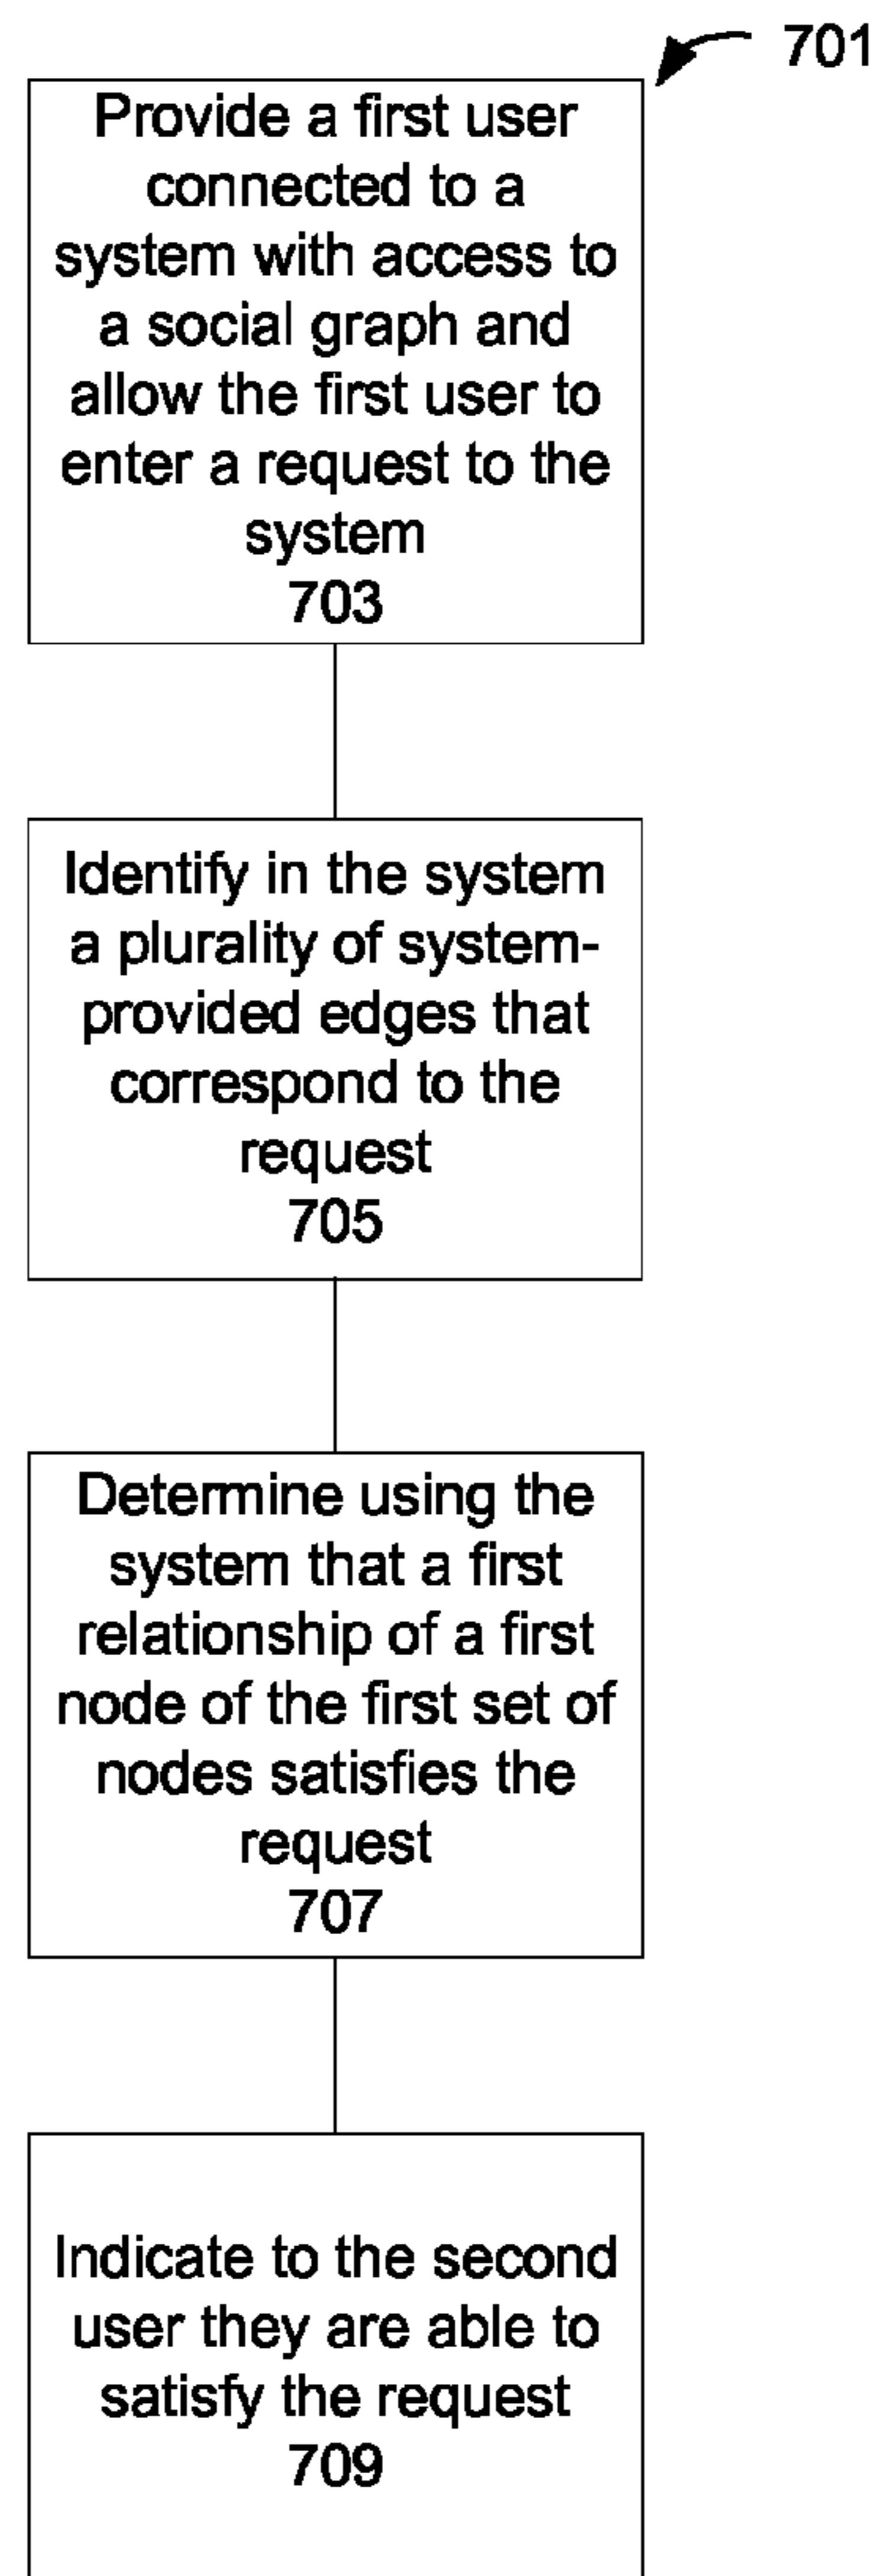 701
Provide a first user
connected to a
system with access to
a social graph and
allow the first user to
enter a request to the
system
703
Identify in the system
a plurality of system-
provided edges that
correspond to the
request
705
Determine using the
system that a first
relationship of a first
node of the first set of
nodes satisfies the
request
707
Indicate to the second
user they are able to
satisfy the request
709